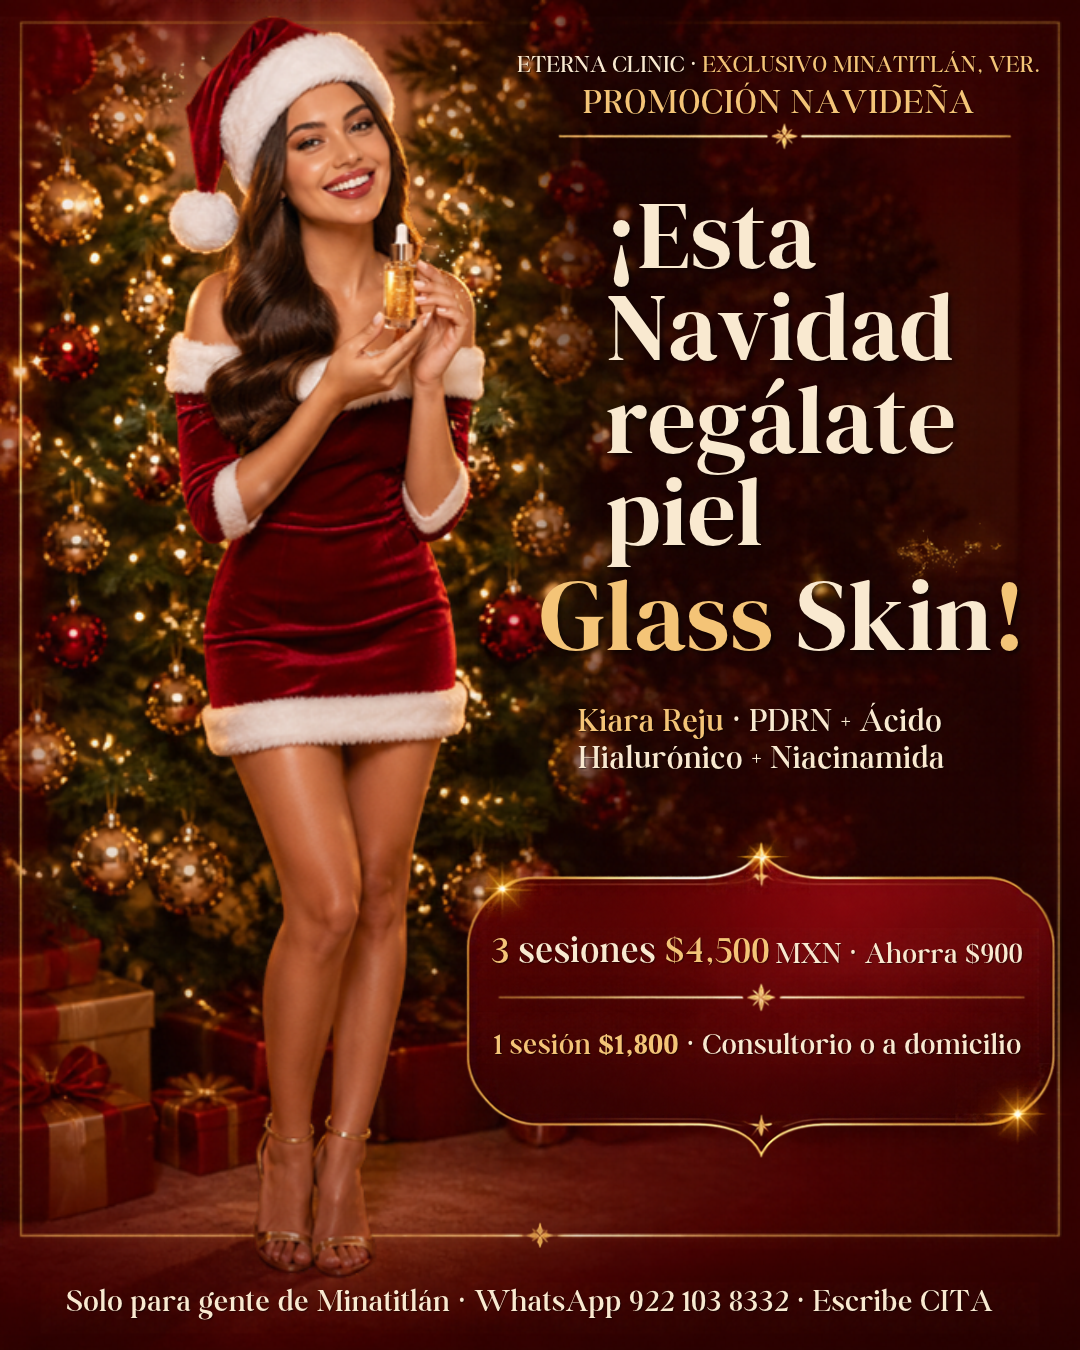 ETERNA CLINIC · EXCLUSIVO MINATITLÁN, VER.
PROMOCIÓN NAVIDEÑA
¡Esta
Navidad
regálate
piel
Glass Skin!
Kiara Reju · PDRN + Ácido
Hialurónico + Niacinamida
3 sesiones $4,500 MXN · Ahorra $900
1 sesión $1,800 · Consultorio o a domicilio
Solo para gente de Minatitlán · WhatsApp 922 103 8332 · Escribe CITA